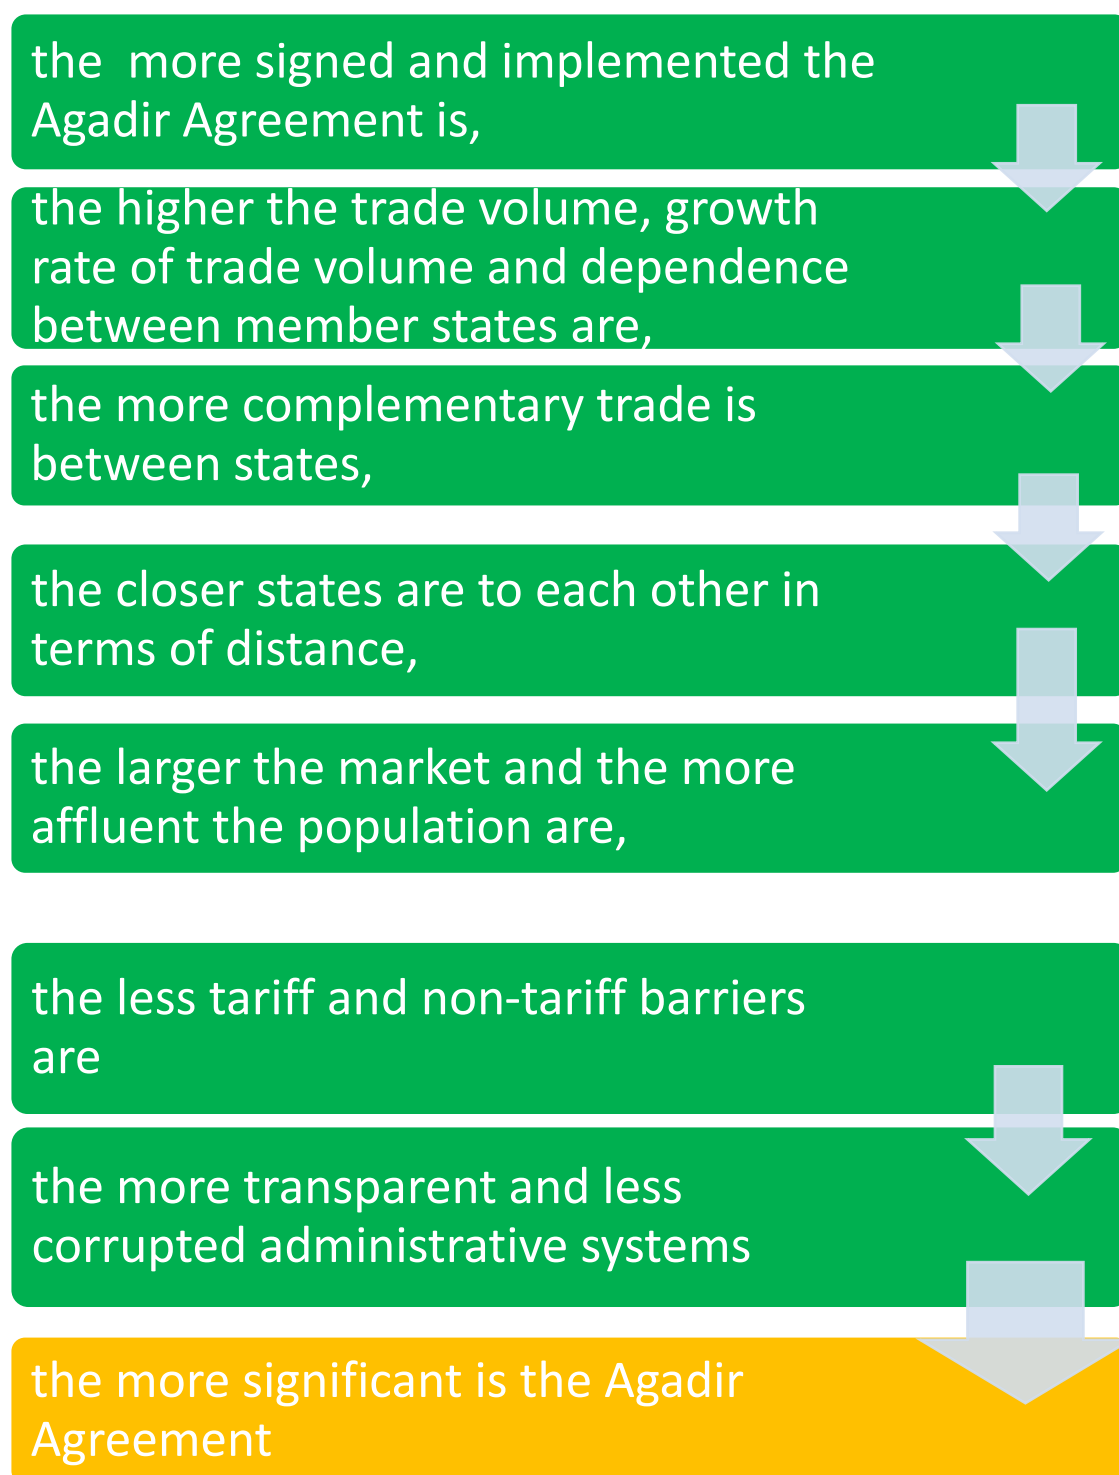 the  more signed and implemented the
Agadir Agreement is,
the higher the trade volume, growth
rate of trade volume and dependence
between member states are,
the more complementary trade is
between states,
the closer states are to each other in
terms of distance,
the larger the market and the more
affluent the population are,
the less tariff and non-tariff barriers
are
the more transparent and less
corrupted administrative systems
the more significant is the Agadir
Agreement